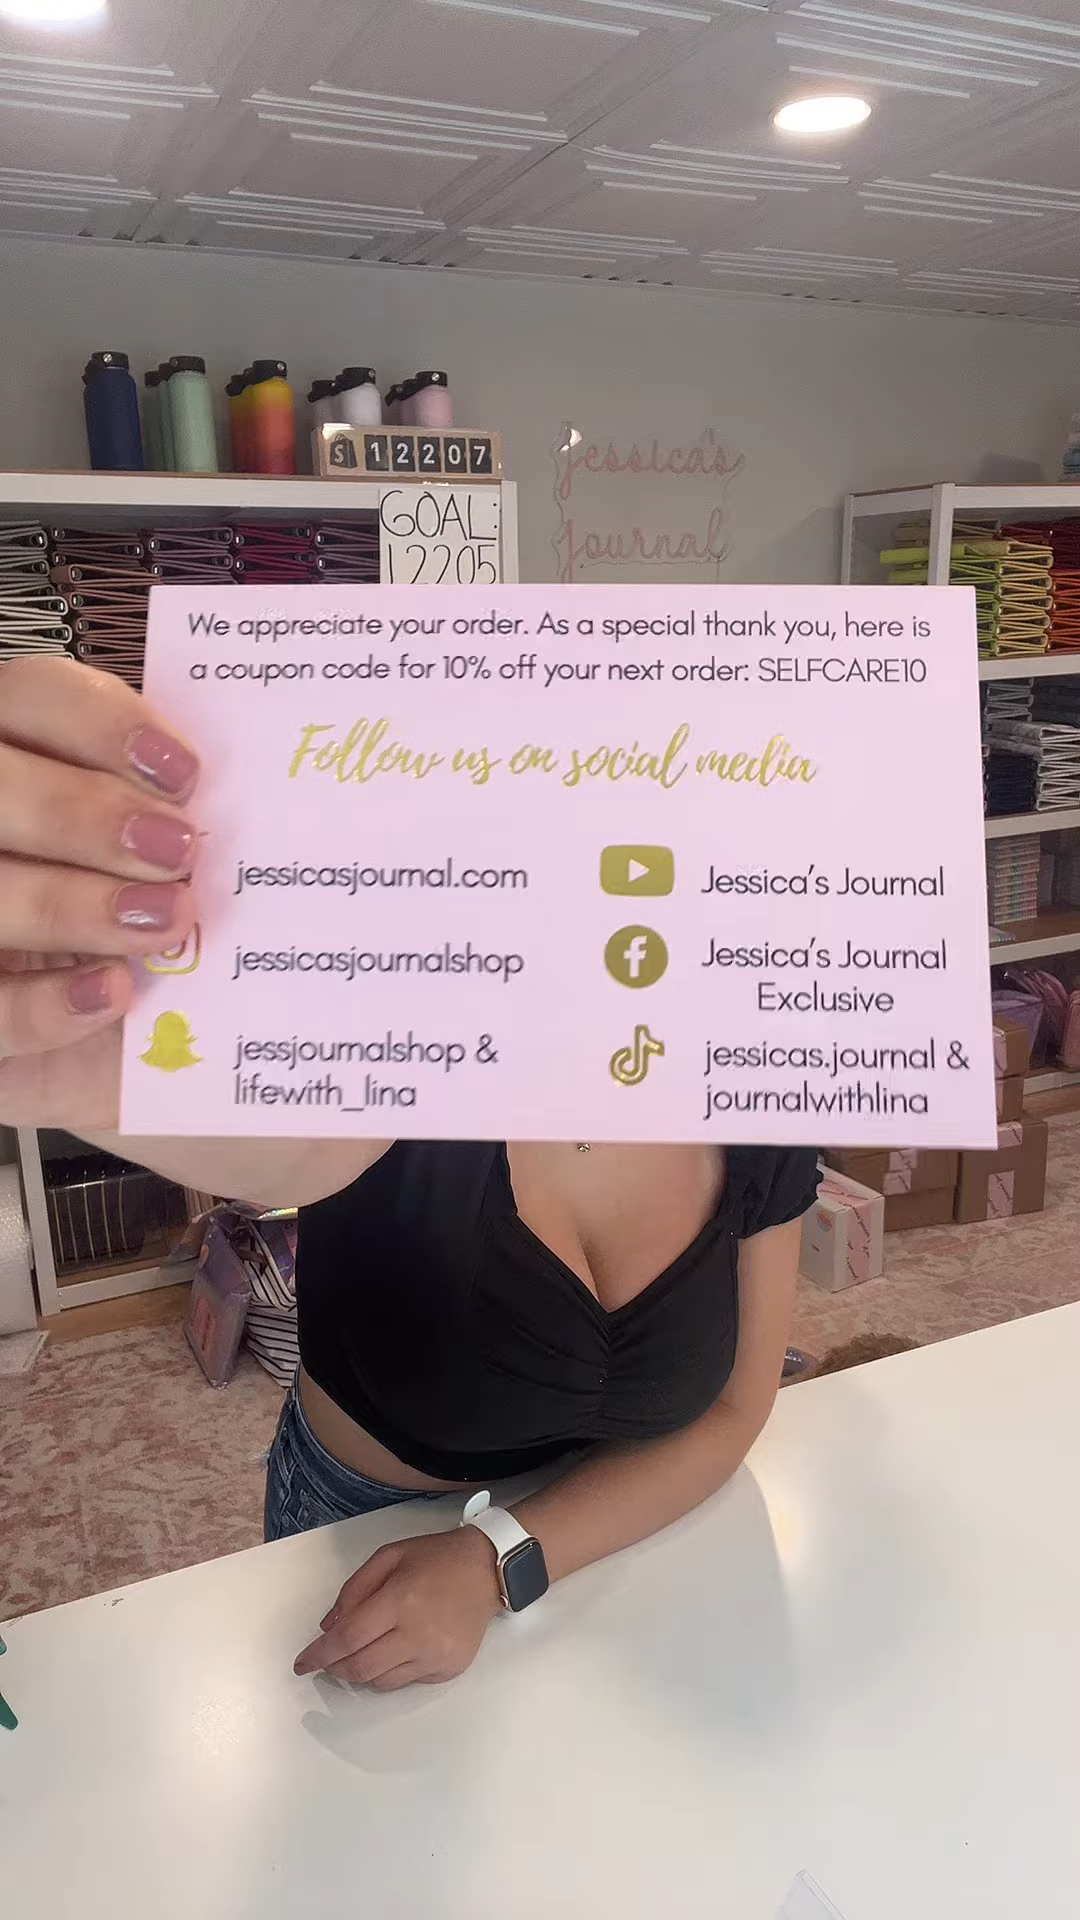 S 12207
jessica's
journal
GOAL:
12205
We appreciate your order. As a special thank you, here is
a coupon code for 10% off your next order: SELFCARE10
Follow us on social media
jessicasjournal.com
jessicasjournalshop
jessjournalshop &
lifewith_lina
Jessica's Journal
Jessica's Journal
Exclusive
jessicas.journal &
journalwithlina